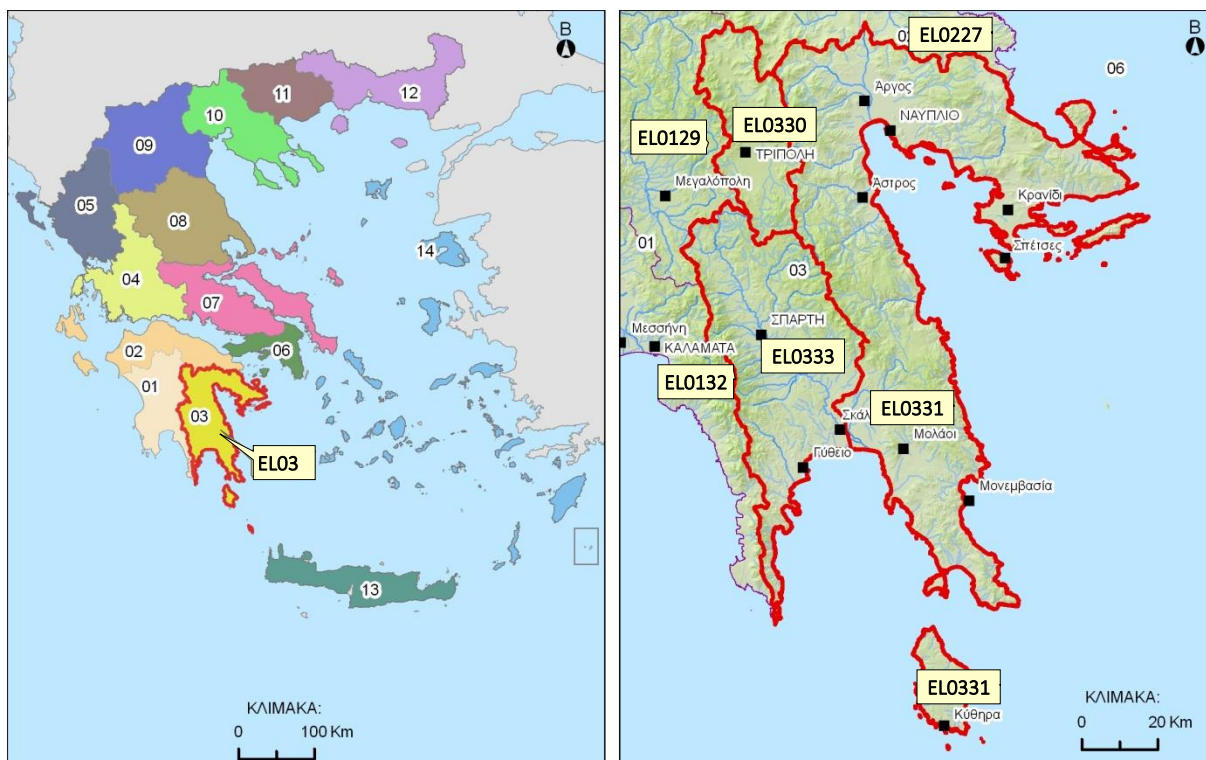 B
12
11
10
09
05
08
14
04
07
06
02
01
03
EL03
13
ΚΛΙΜΑΚΑ:
0 100 Km
EL0227
B
06
Άργος
ΝΑΥΠΛΙΟ
EL0330
EL0129
ΤΡΙΠΟΛΗ
Μεγαλόπολη
Άστρος
Κρανίδι
01
Σπέτσες
03
ΣΠΑΡΤΗ
Μεσσήνη
ΚΑΛΑΜΑΤΑ
EL0333
EL0132
EL0331
Σκάλ
Μολάοι
Γύθειο
Μονεμβασία
EL0331
Κύθηρα
ΚΛΙΜΑΚΑ:
0 20 Km